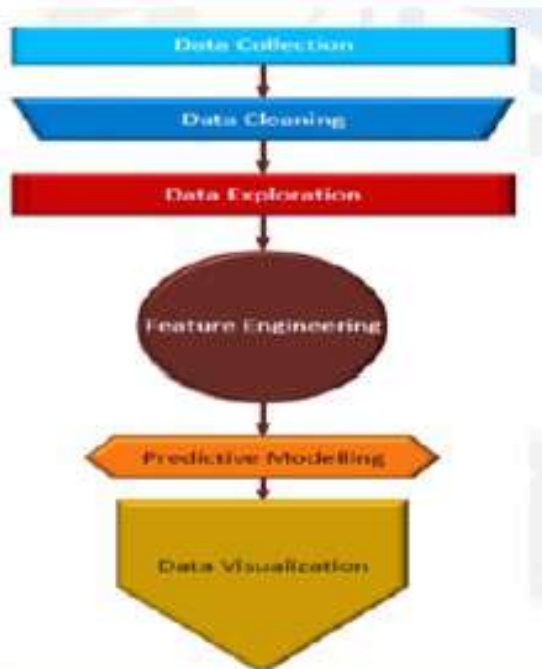 Data Collection
Data Cleaning
Data Exploration
Feature Engineering
Predictive Modelling
Data Visualization